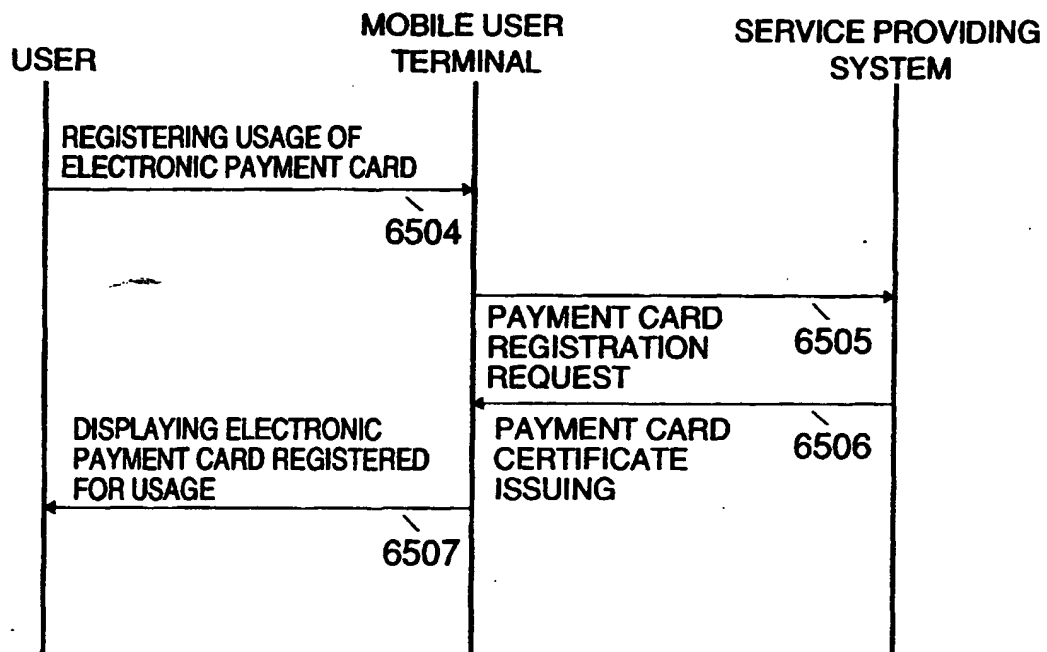 USER
MOBILE USER
TERMINAL
SERVICE PROVIDING
SYSTEM
REGISTERING USAGE OF
ELECTRONIC PAYMENT CARD
6504
PAYMENT CARD
REGISTRATION
REQUEST
6505
DISPLAYING ELECTRONIC
PAYMENT CARD REGISTERED
FOR USAGE
PAYMENT CARD
CERTIFICATE
ISSUING
6506
6507